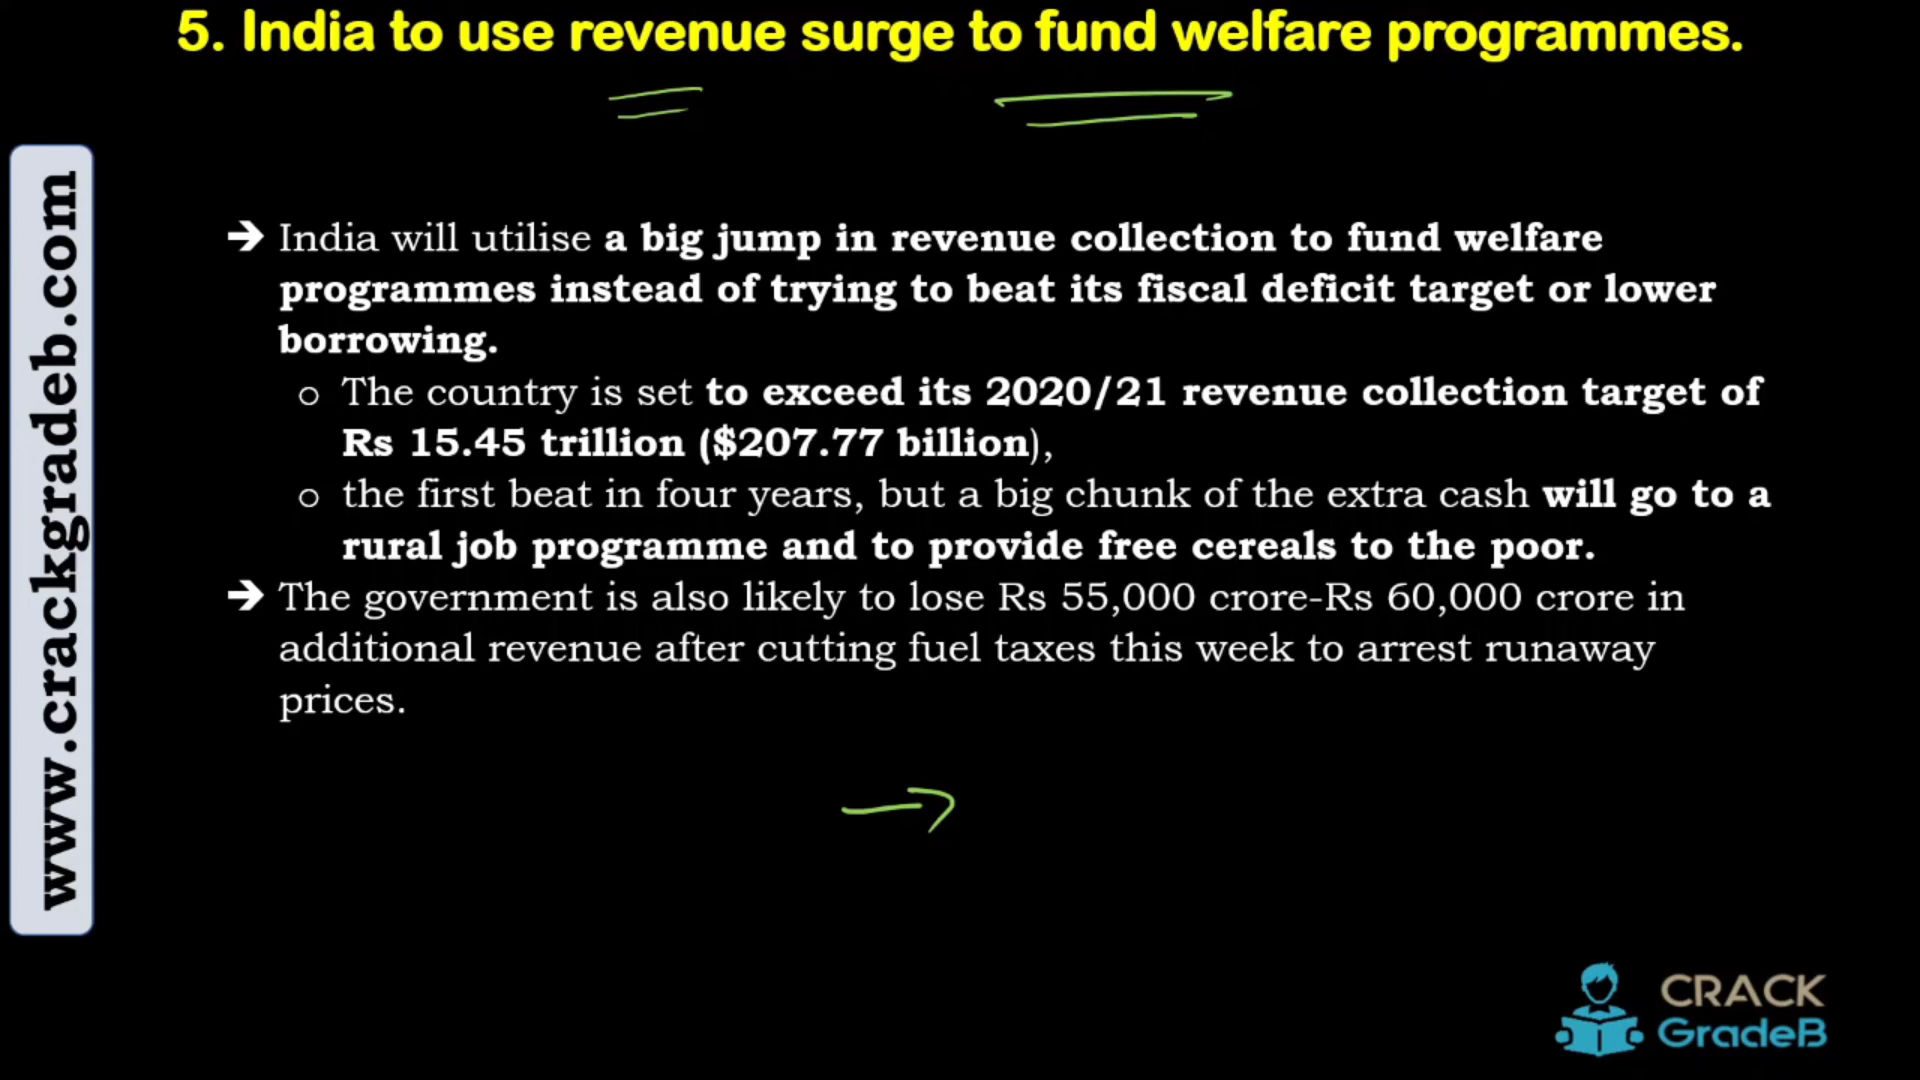 5. India to use revenue surge to fund welfare programmes.
www.crackgradeb.com
➔ India will utilise a big jump in revenue collection to fund welfare
programmes instead of trying to beat its fiscal deficit target or lower
borrowing.
o The country is set to exceed its 2020/21 revenue collection target of
Rs 15.45 trillion ($207.77 billion),
o the first beat in four years, but a big chunk of the extra cash will go to a
rural job programme and to provide free cereals to the poor.
➔ The government is also likely to lose Rs 55,000 crore-Rs 60,000 crore in
additional revenue after cutting fuel taxes this week to arrest runaway
prices.
CRACK
GradeB